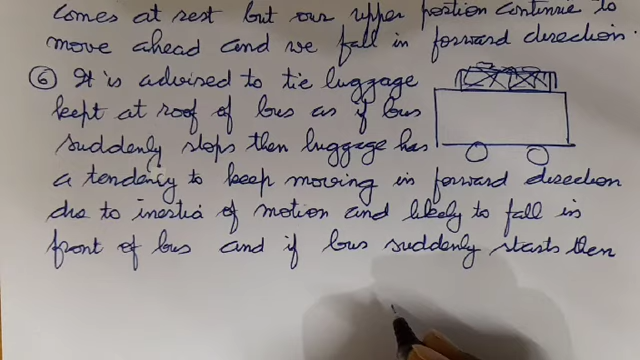 comes at rest but our upper portion continue to
move ahead and we fall in forward direction.
⑥ It is advised to tie luggage
kept at roof of bus as if bus
suddenly stops then luggage has
a tendency to keep moving in forward direction
due to inertia of motion and likely to fall in
front of bus and if bus suddenly starts then